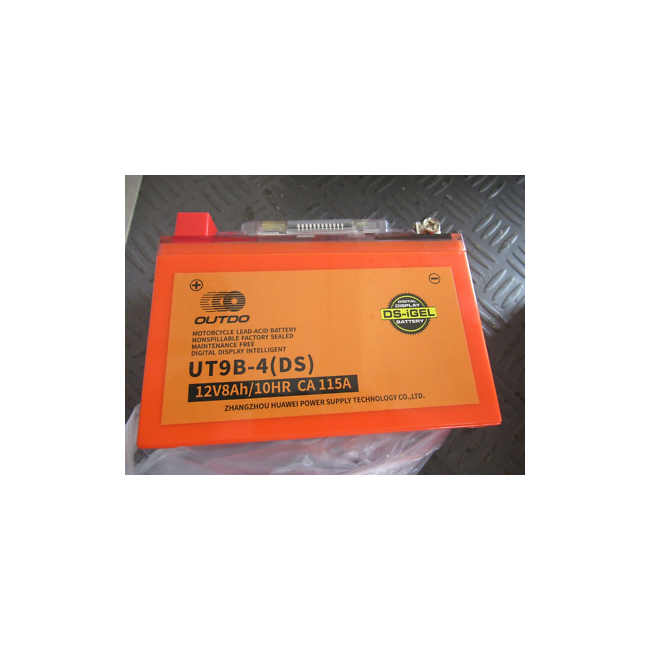 +
-
OUTDO
MOTORCYCLE LEAD-ACID BATTERY
NONSPILLABLE FACTORY SEALED
MAINTENANCE FREE
DIGITAL DISPLAY INTELLIGENT
DIGITAL
DISPLAY
DS-iGEL
BATTERY
UT9B-4(DS)
12V8Ah/10HR CA 115A
ZHANGZHOU HUAWEI POWER SUPPLY TECHNOLOGY CO.,LTD.